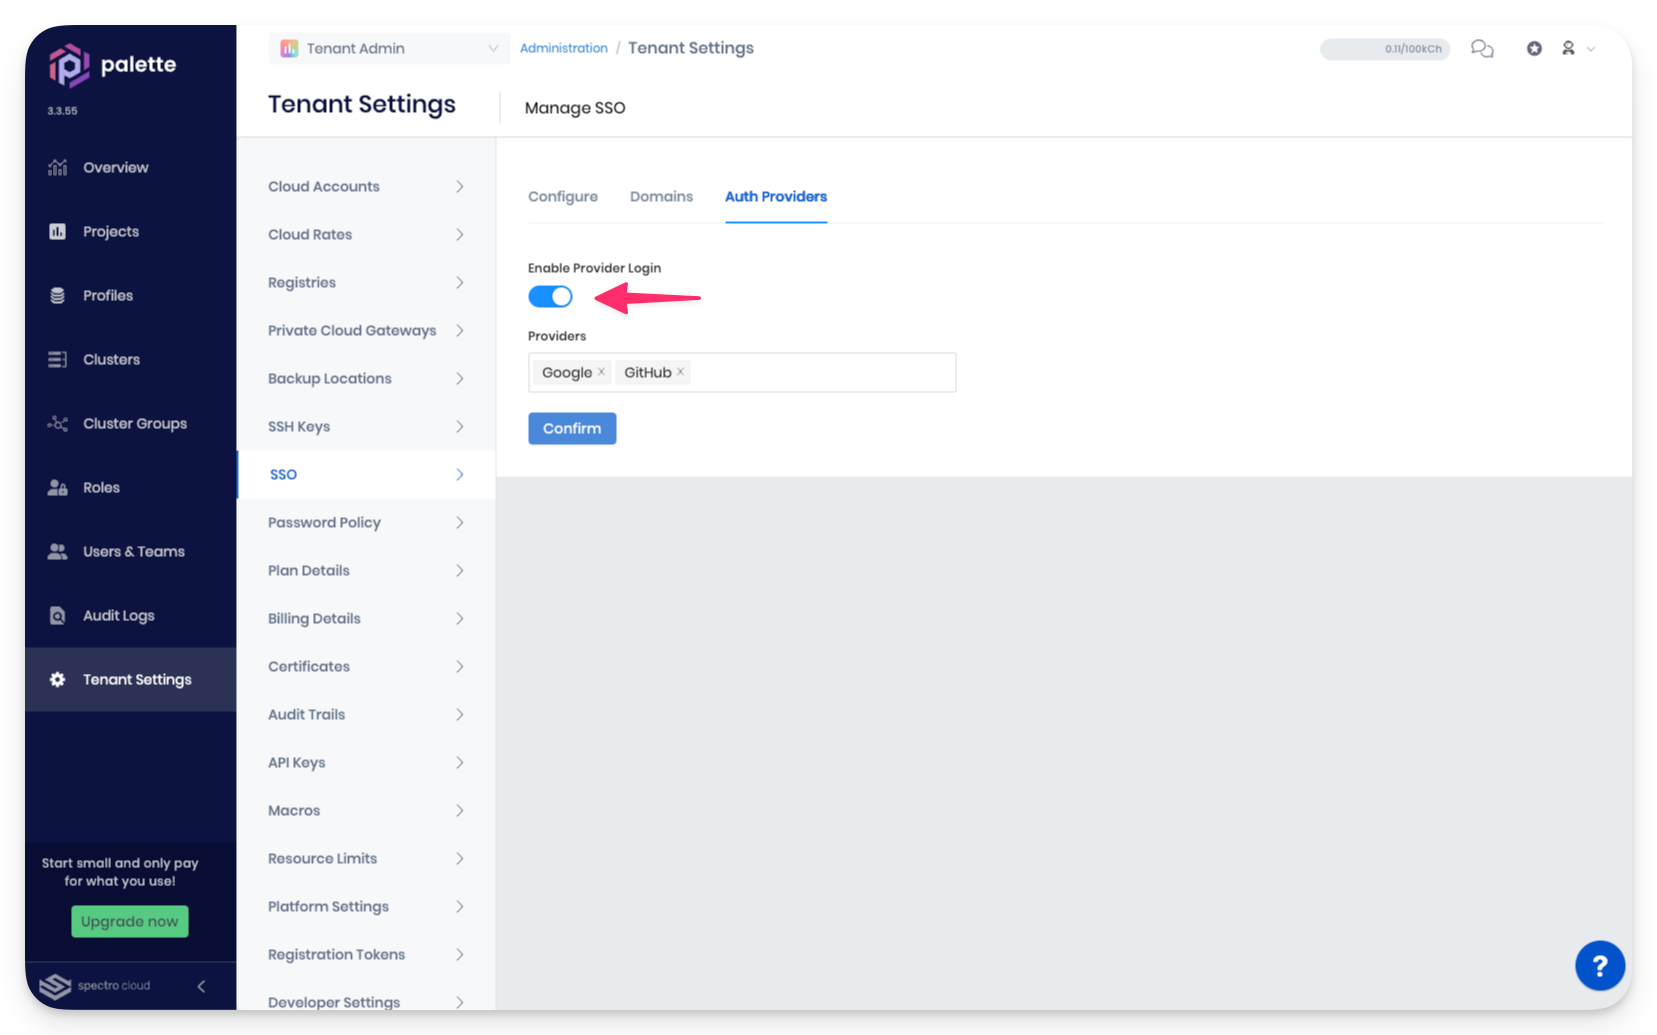 palette
3.3.55
Overview
Projects
Profiles
Clusters
Cluster Groups
Roles
Users & Teams
Audit Logs
Tenant Settings
Start small and only pay
for what you use!
Upgrade now
spectro cloud
Tenant Admin
Administration / Tenant Settings
0.11/100kCh
Tenant Settings
Manage SSO
Cloud Accounts
Cloud Rates
Registries
Private Cloud Gateways
Backup Locations
SSH Keys
SSO
Password Policy
Plan Details
Billing Details
Certificates
Audit Trails
API Keys
Macros
Resource Limits
Platform Settings
Registration Tokens
Developer Settings
Configure Domains Auth Providers
Enable Provider Login
Providers
Google × GitHub ×
Confirm
?